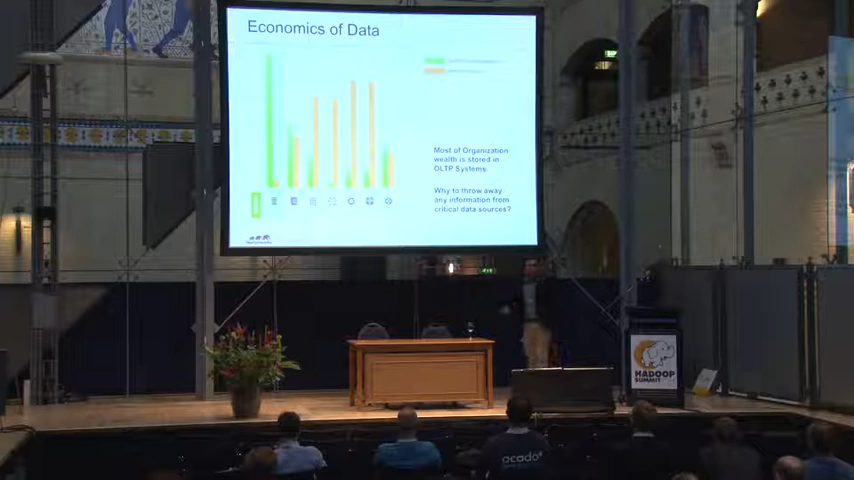 Economics of Data
Most of Organization
wealth is stored in
OLTP Systems
Why to throw away
any information from
critical data sources?
HADOOP
SUMMIT
ocado